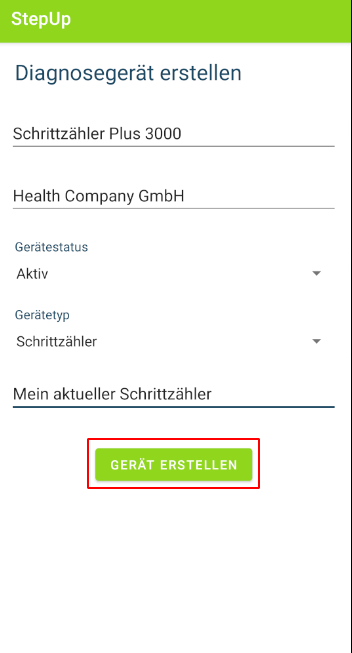 StepUp
Diagnosegerät erstellen
Schrittzähler Plus 3000
Health Company GmbH
Gerätestatus
Aktiv
Gerätetyp
Schrittzähler
Mein aktueller Schrittzähler
GERÄT ERSTELLEN